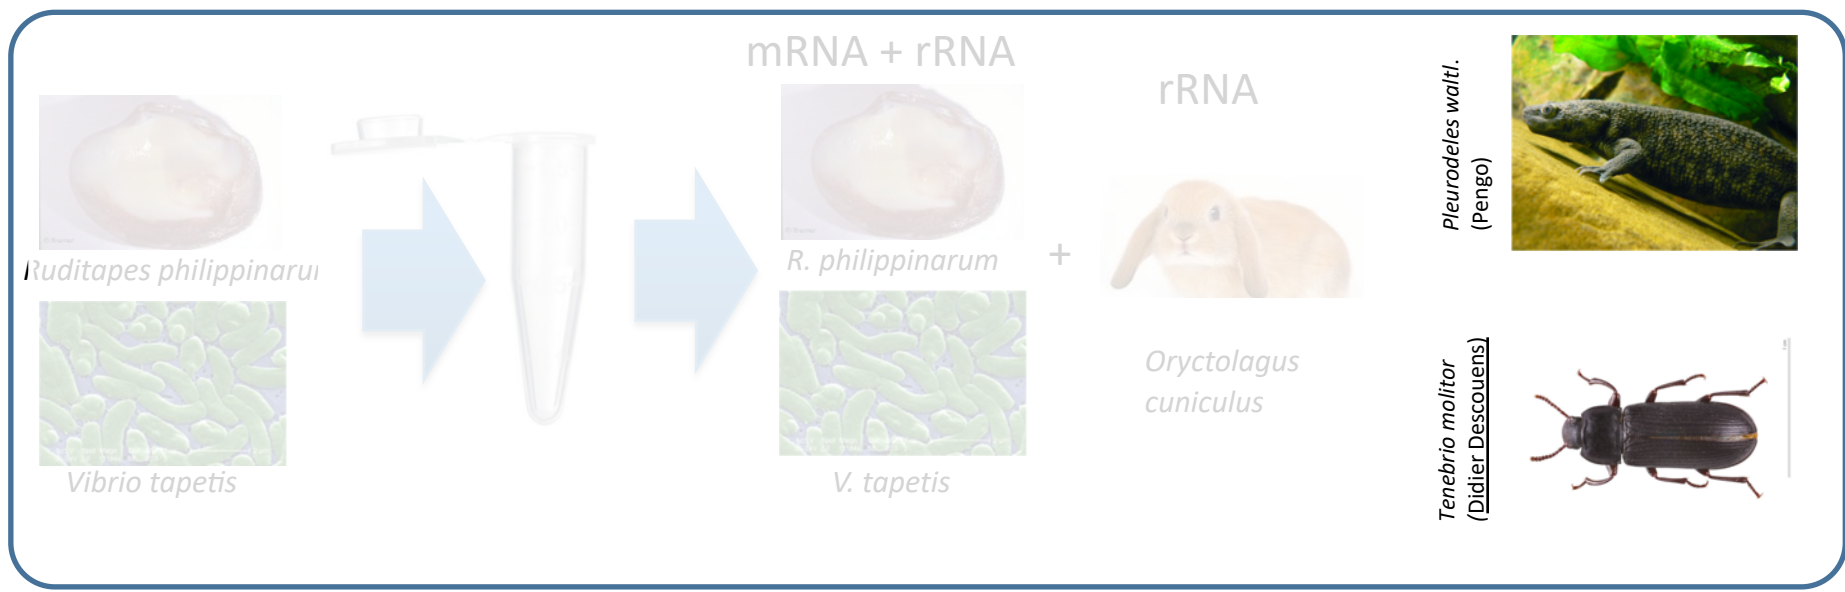 mRNA + rRNA
rRNA
Ruditapes philippinaru
Vibrio tapetis
R. philippinarum
+
V. tapetis
Oryctolagus
cuniculus
Pleurodeles waltl.
(Pengo)
Tenebrio molitor
(Didier Descouens)